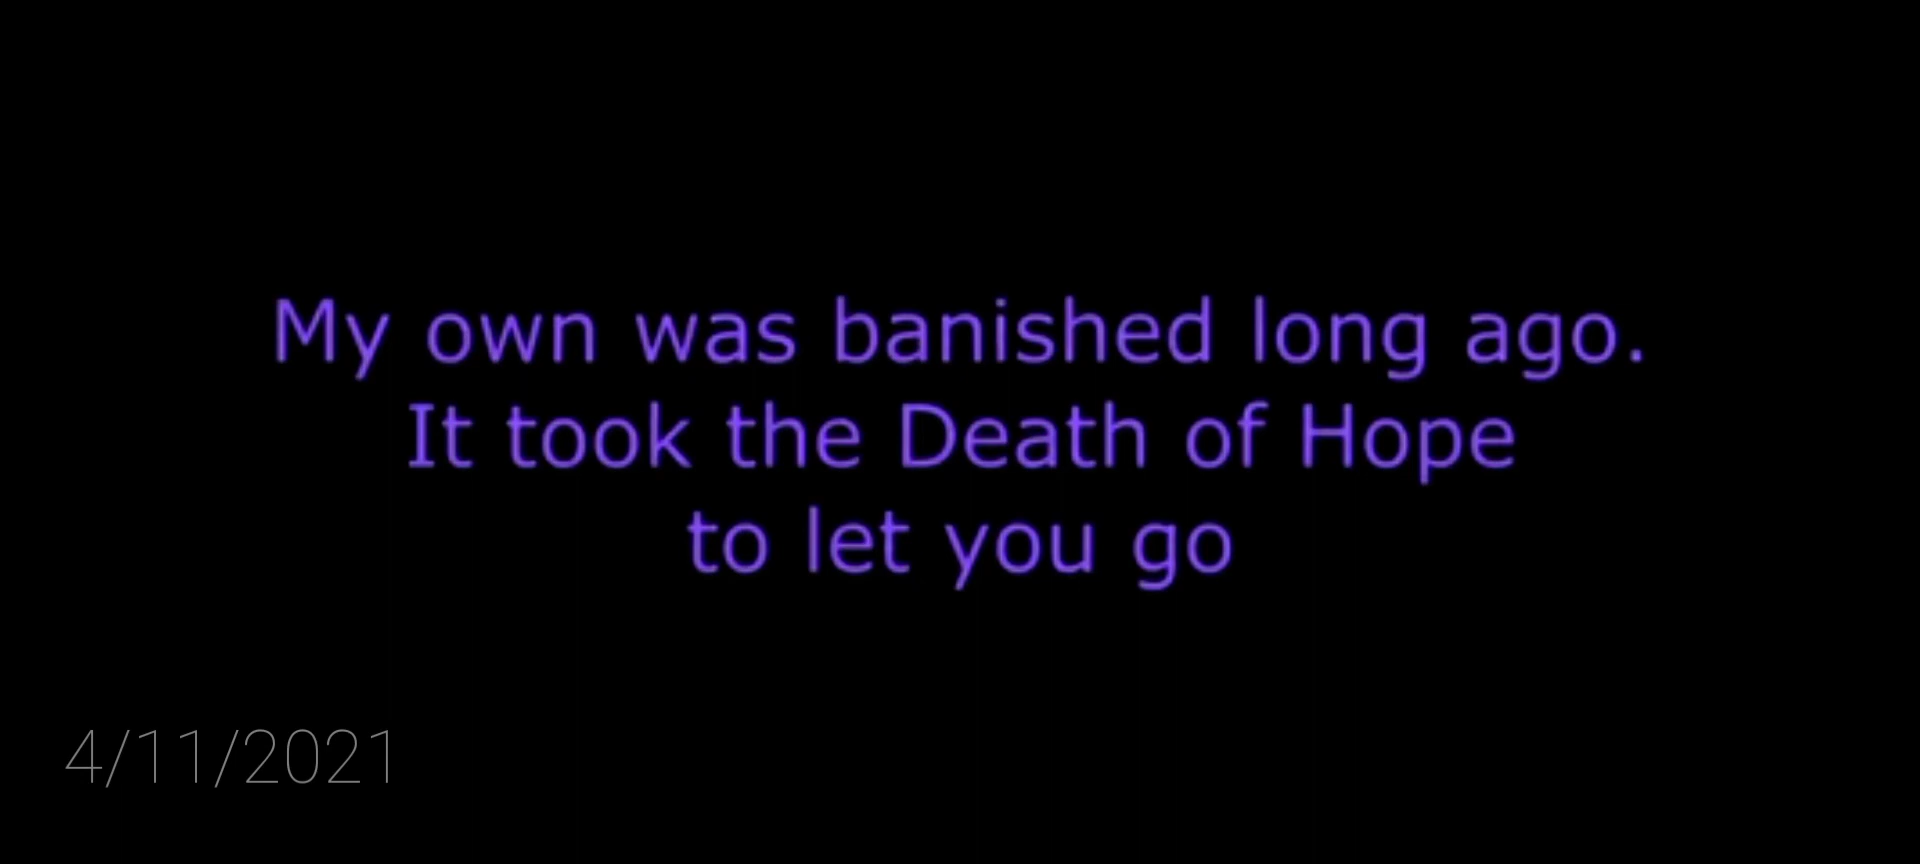 My own was banished long ago.
It took the Death of Hope
to let you go
4/11/2021